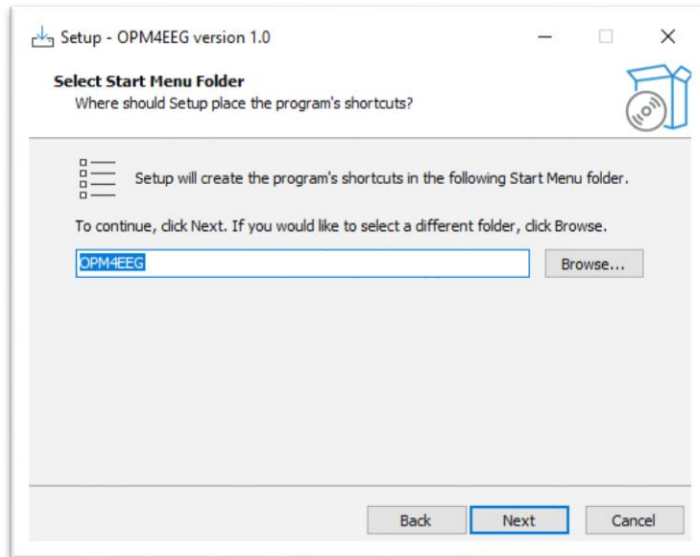 Setup - OPM4EEG version 1.0
Select Start Menu Folder
Where should Setup place the program's shortcuts?
Setup will create the program's shortcuts in the following Start Menu folder.
To continue, click Next. If you would like to select a different folder, click Browse.
OPM4EEG
Browse...
Back
Next
Cancel